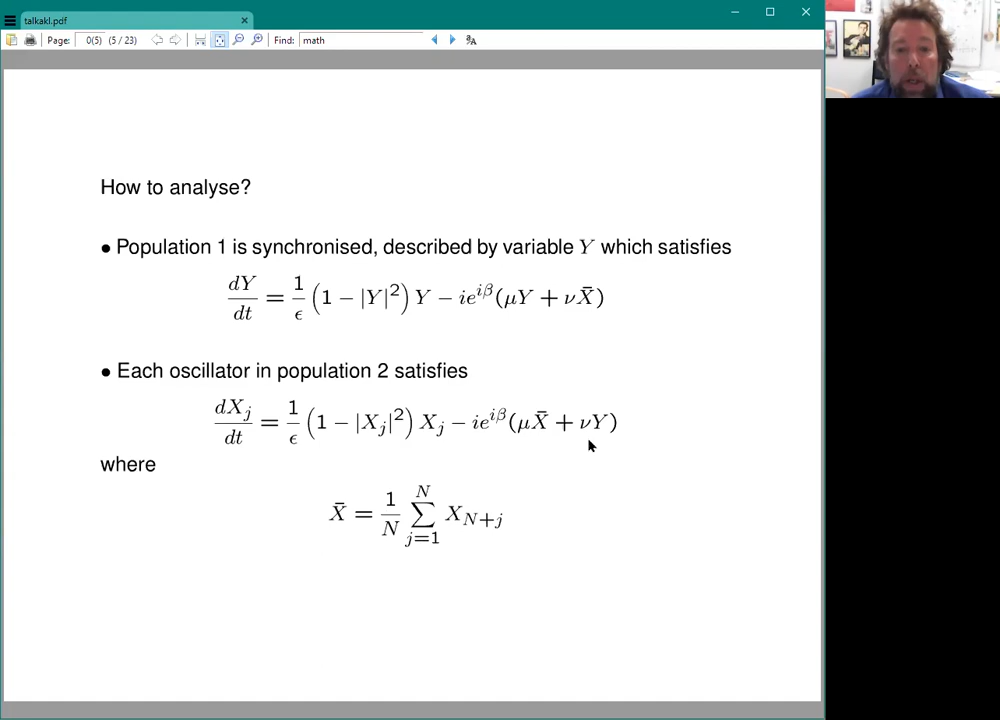 talkakl.pdf
Page: 0(5) (5 / 23) Find: math
How to analyse?
• Population 1 is synchronised, described by variable Y which satisfies
dY/dt = 1/ϵ (1 − |Y|²) Y − ie^{iβ}(μY + νX̄)
• Each oscillator in population 2 satisfies
dX_j/dt = 1/ϵ (1 − |X_j|²) X_j − ie^{iβ}(μX̄ + νY)
where
X̄ = 1/N ∑_{j=1}^{N} X_{N+j}